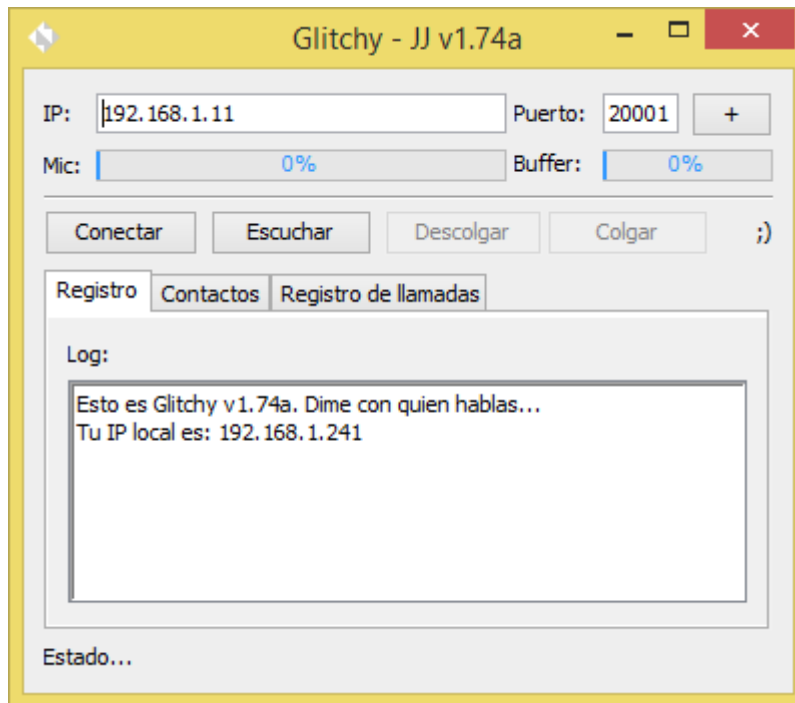 Glitchy - JJ v1.74a
IP: 192.168.1.11 Puerto: 20001 +
Mic: 0% Buffer: 0%
Conectar Escuchar Descolgar Colgar ;)
Registro Contactos Registro de llamadas
Log:
Esto es Glitchy v1.74a. Dime con quien hablas...
Tu IP local es: 192.168.1.241
Estado...